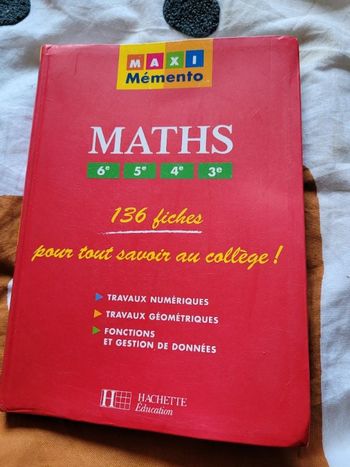 MAXI
Mémento
MATHS
6e 5e 4e 3e
136 fiches
pour tout savoir au collège !
TRAVAUX NUMÉRIQUES
TRAVAUX GÉOMÉTRIQUES
FONCTIONS
ET GESTION DE DONNÉES
H HACHETTE
Éducation